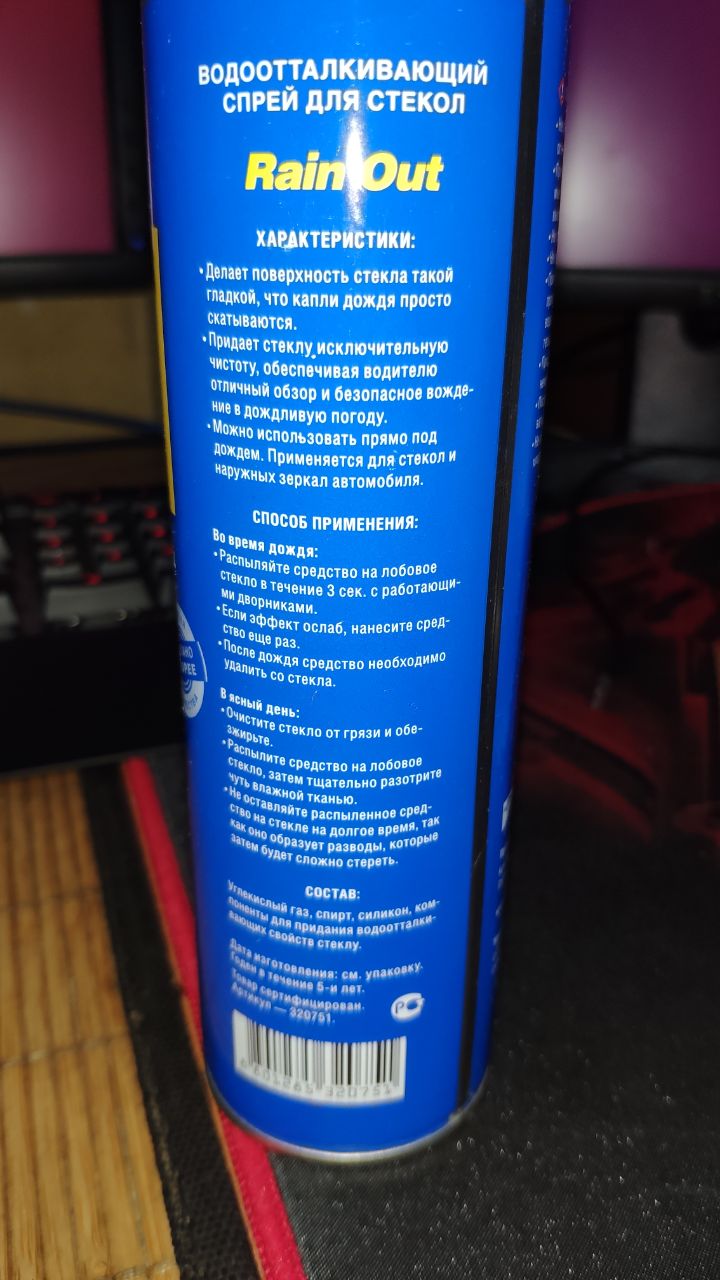 ВОДООТТАЛКИВАЮЩИЙ
СПРЕЙ ДЛЯ СТЕКОЛ
Rain Out
ХАРАКТЕРИСТИКИ:
•Делает поверхность стекла такой
гладкой, что капли дождя просто
скатываются.
•Придает стеклу исключительную
чистоту, обеспечивая водителю
отличный обзор и безопасное вожде-
ние в дождливую погоду.
•Можно использовать прямо под
дождем. Применяется для стекол и
наружных зеркал автомобиля.
СПОСОБ ПРИМЕНЕНИЯ:
Во время дождя:
•Распыляйте средство на лобовое
стекло в течение 3 сек. с работающи-
ми дворниками.
•Если эффект ослаб, нанесите сред-
ство еще раз.
•После дождя средство необходимо
удалить со стекла.
В ясный день:
•Очистите стекло от грязи и обе-
зжирьте.
•Распылите средство на лобовое
стекло, затем тщательно разотрите
чуть влажной тканью.
•Не оставляйте распыленное сред-
ство на стекле на долгое время, так
как оно образует разводы, которые
затем будет сложно стереть.
СОСТАВ:
Углекислый газ, спирт, силикон, ком-
поненты для придания водоотталки-
вающих свойств стеклу.
Дата изготовления: см. упаковку.
Годен в течение 5-и лет.
Товар сертифицирован.
Артикул — 320751.
РСТ
320751